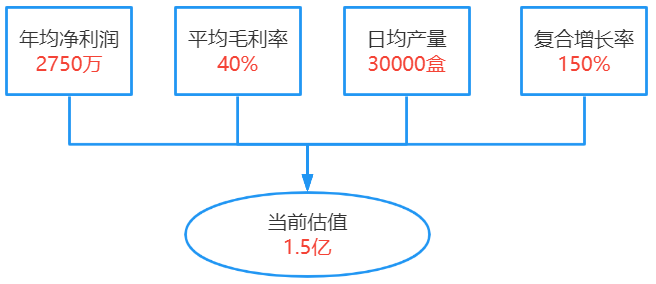 年均净利润
2750万
平均毛利率
40%
日均产量
30000盒
复合增长率
150%
当前估值
1.5亿